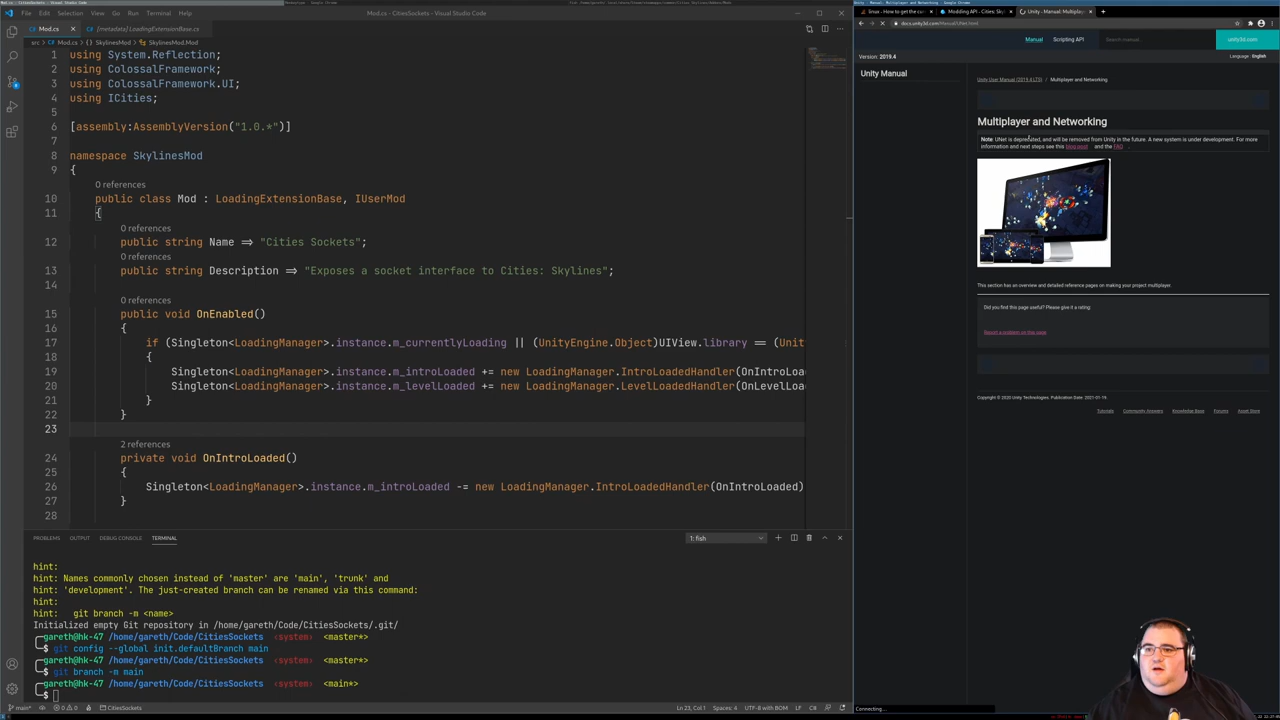 File Edit Selection View Go Run Terminal Help
Mod.cs - CitiesSockets - Visual Studio Code
Mod.cs
[metadata] LoadingExtensionBase.cs
src > Mod.cs > {} SkylinesMod > SkylinesMod.Mod
1 using System.Reflection;
2 using ColossalFramework;
3 using ColossalFramework.UI;
4 using ICities;
5
6 [assembly:AssemblyVersion("1.0.*")]
7
8 namespace SkylinesMod
9 {
0 references
10 public class Mod : LoadingExtensionBase, IUserMod
11 {
0 references
12 public string Name => "Cities Sockets";
0 references
13 public string Description => "Exposes a socket interface to Cities: Skylines";
14
0 references
15 public void OnEnabled()
16 {
17 if (Singleton<LoadingManager>.instance.m_currentlyLoading || (UnityEngine.Object)UIView.library == (Unit
18 {
19 Singleton<LoadingManager>.instance.m_introLoaded += new LoadingManager.IntroLoadedHandler(OnIntroLoa
20 Singleton<LoadingManager>.instance.m_levelLoaded += new LoadingManager.LevelLoadedHandler(OnLevelLoa
21 }
22 }
23
2 references
24 private void OnIntroLoaded()
25 {
26 Singleton<LoadingManager>.instance.m_introLoaded -= new LoadingManager.IntroLoadedHandler(OnIntroLoaded)
27 }
28
PROBLEMS OUTPUT DEBUG CONSOLE TERMINAL
1: fish
hint:
hint: Names commonly chosen instead of 'master' are 'main', 'trunk' and
hint: 'development'. The just-created branch can be renamed via this command:
hint:
hint: git branch -m <name>
Initialized empty Git repository in /home/gareth/Code/CitiesSockets/.git/
gareth@hk-47 /home/gareth/Code/CitiesSockets <system> <master*>
$ git config --global init.defaultBranch main
gareth@hk-47 /home/gareth/Code/CitiesSockets <system> <master*>
$ git branch -m main
gareth@hk-47 /home/gareth/Code/CitiesSockets <system> <main*>
$
main* 0 0 0 CitiesSockets
Ln 23, Col 1 Spaces: 4 UTF-8 with BOM LF C#
linux - How to get the cur
Modding API - Cities: Sk
Unity - Manual: Multiplay
docs.unity3d.com/Manual/UNet.html
Manual Scripting API
Search manual...
unity3d.com
Version: 2019.4
Language : English
Unity Manual
Unity User Manual (2019.4 LTS) / Multiplayer and Networking
Multiplayer and Networking
Note: UNet is deprecated, and will be removed from Unity in the future. A new system is under development. For more
information and next steps see this blog post and the FAQ .
This section has an overview and detailed reference pages on making your project multiplayer.
Did you find this page useful? Please give it a rating:
Report a problem on this page
Copyright © 2020 Unity Technologies. Publication Date: 2021-01-19.
Tutorials Community Answers Knowledge Base Forums Asset Store
Connecting...